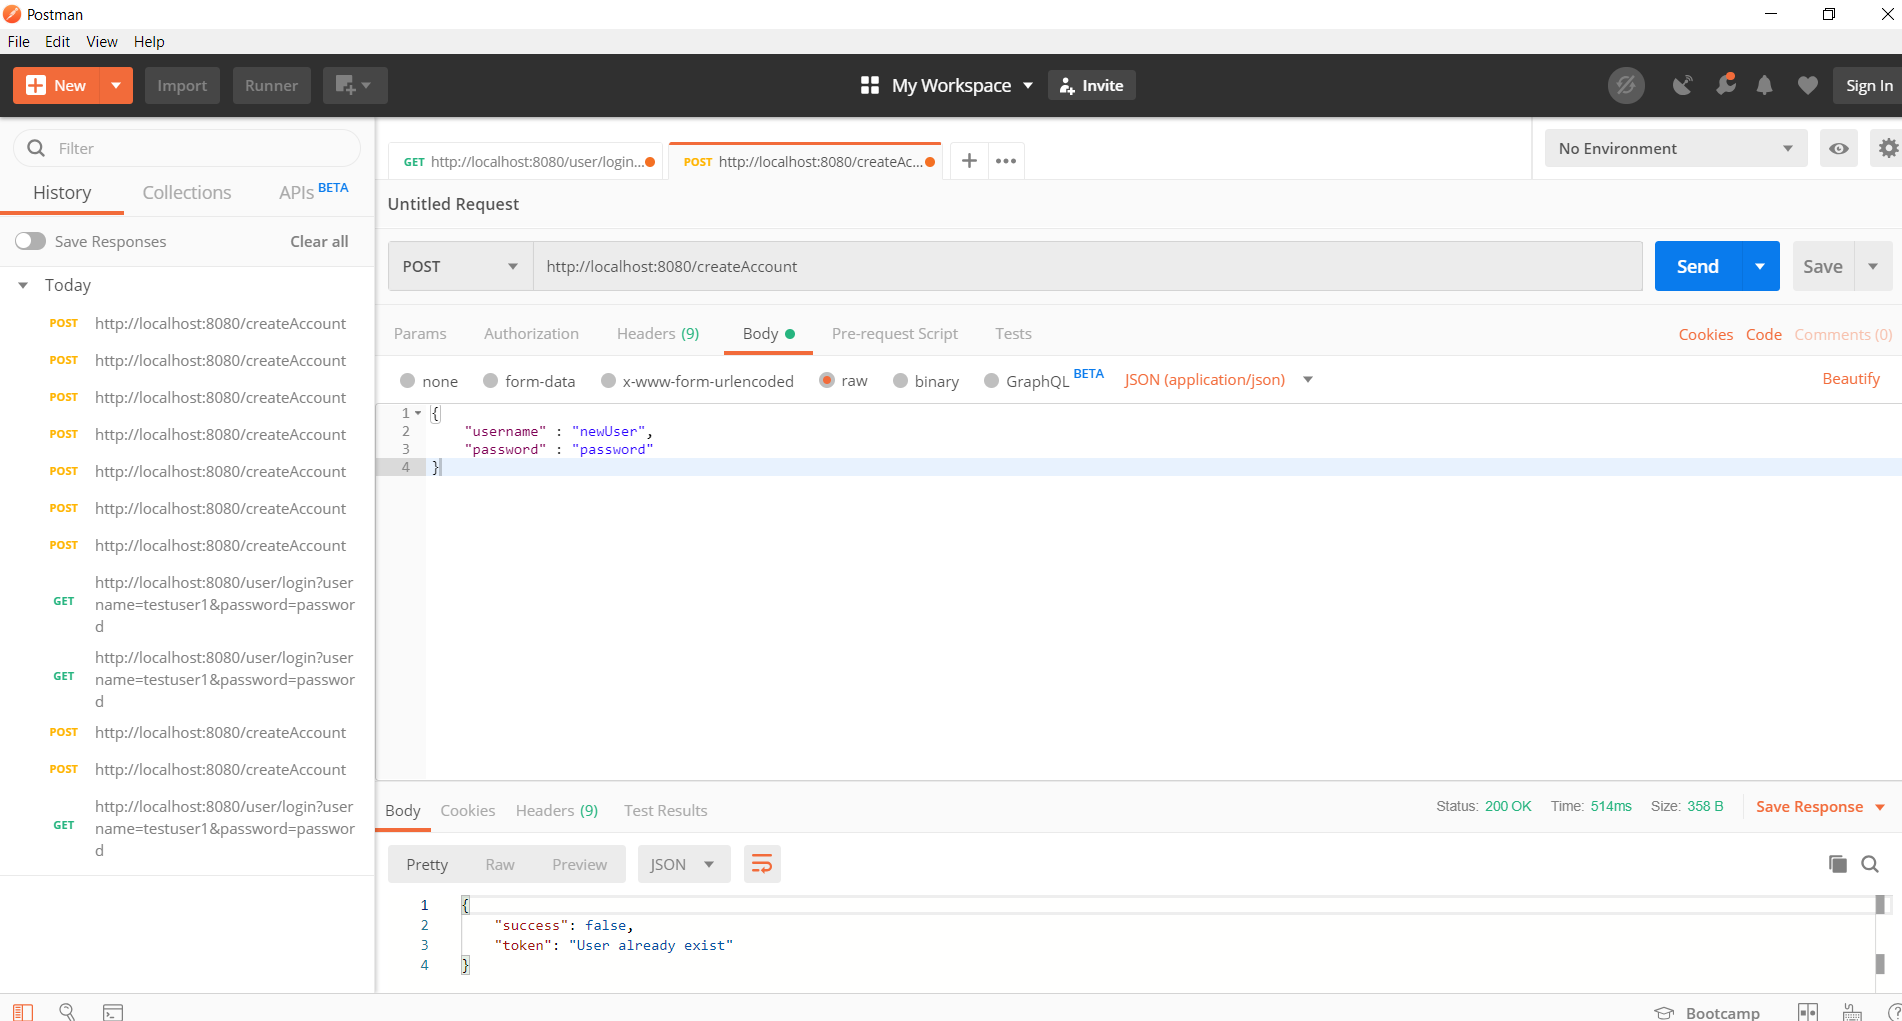 Postman
File Edit View Help
New Import Runner My Workspace Invite Sign In
Filter
History Collections APIs BETA
Save Responses Clear all
Today
POST http://localhost:8080/createAccount
POST http://localhost:8080/createAccount
POST http://localhost:8080/createAccount
POST http://localhost:8080/createAccount
POST http://localhost:8080/createAccount
POST http://localhost:8080/createAccount
POST http://localhost:8080/createAccount
http://localhost:8080/user/login?user
GET name=testuser1&password=passwor
d
http://localhost:8080/user/login?user
GET name=testuser1&password=passwor
d
POST http://localhost:8080/createAccount
POST http://localhost:8080/createAccount
http://localhost:8080/user/login?user
GET name=testuser1&password=passwor
d
GET http://localhost:8080/user/login... POST http://localhost:8080/createAc... No Environment
Untitled Request
POST http://localhost:8080/createAccount Send Save
Params Authorization Headers (9) Body Pre-request Script Tests Cookies Code Comments (0)
none form-data x-www-form-urlencoded raw binary GraphQL BETA JSON (application/json) Beautify
1 {
2 "username" : "newUser",
3 "password" : "password"
4 }
Body Cookies Headers (9) Test Results Status: 200 OK Time: 514ms Size: 358 B Save Response
Pretty Raw Preview JSON
1 {
2 "success": false,
3 "token": "User already exist"
4 }
Bootcamp